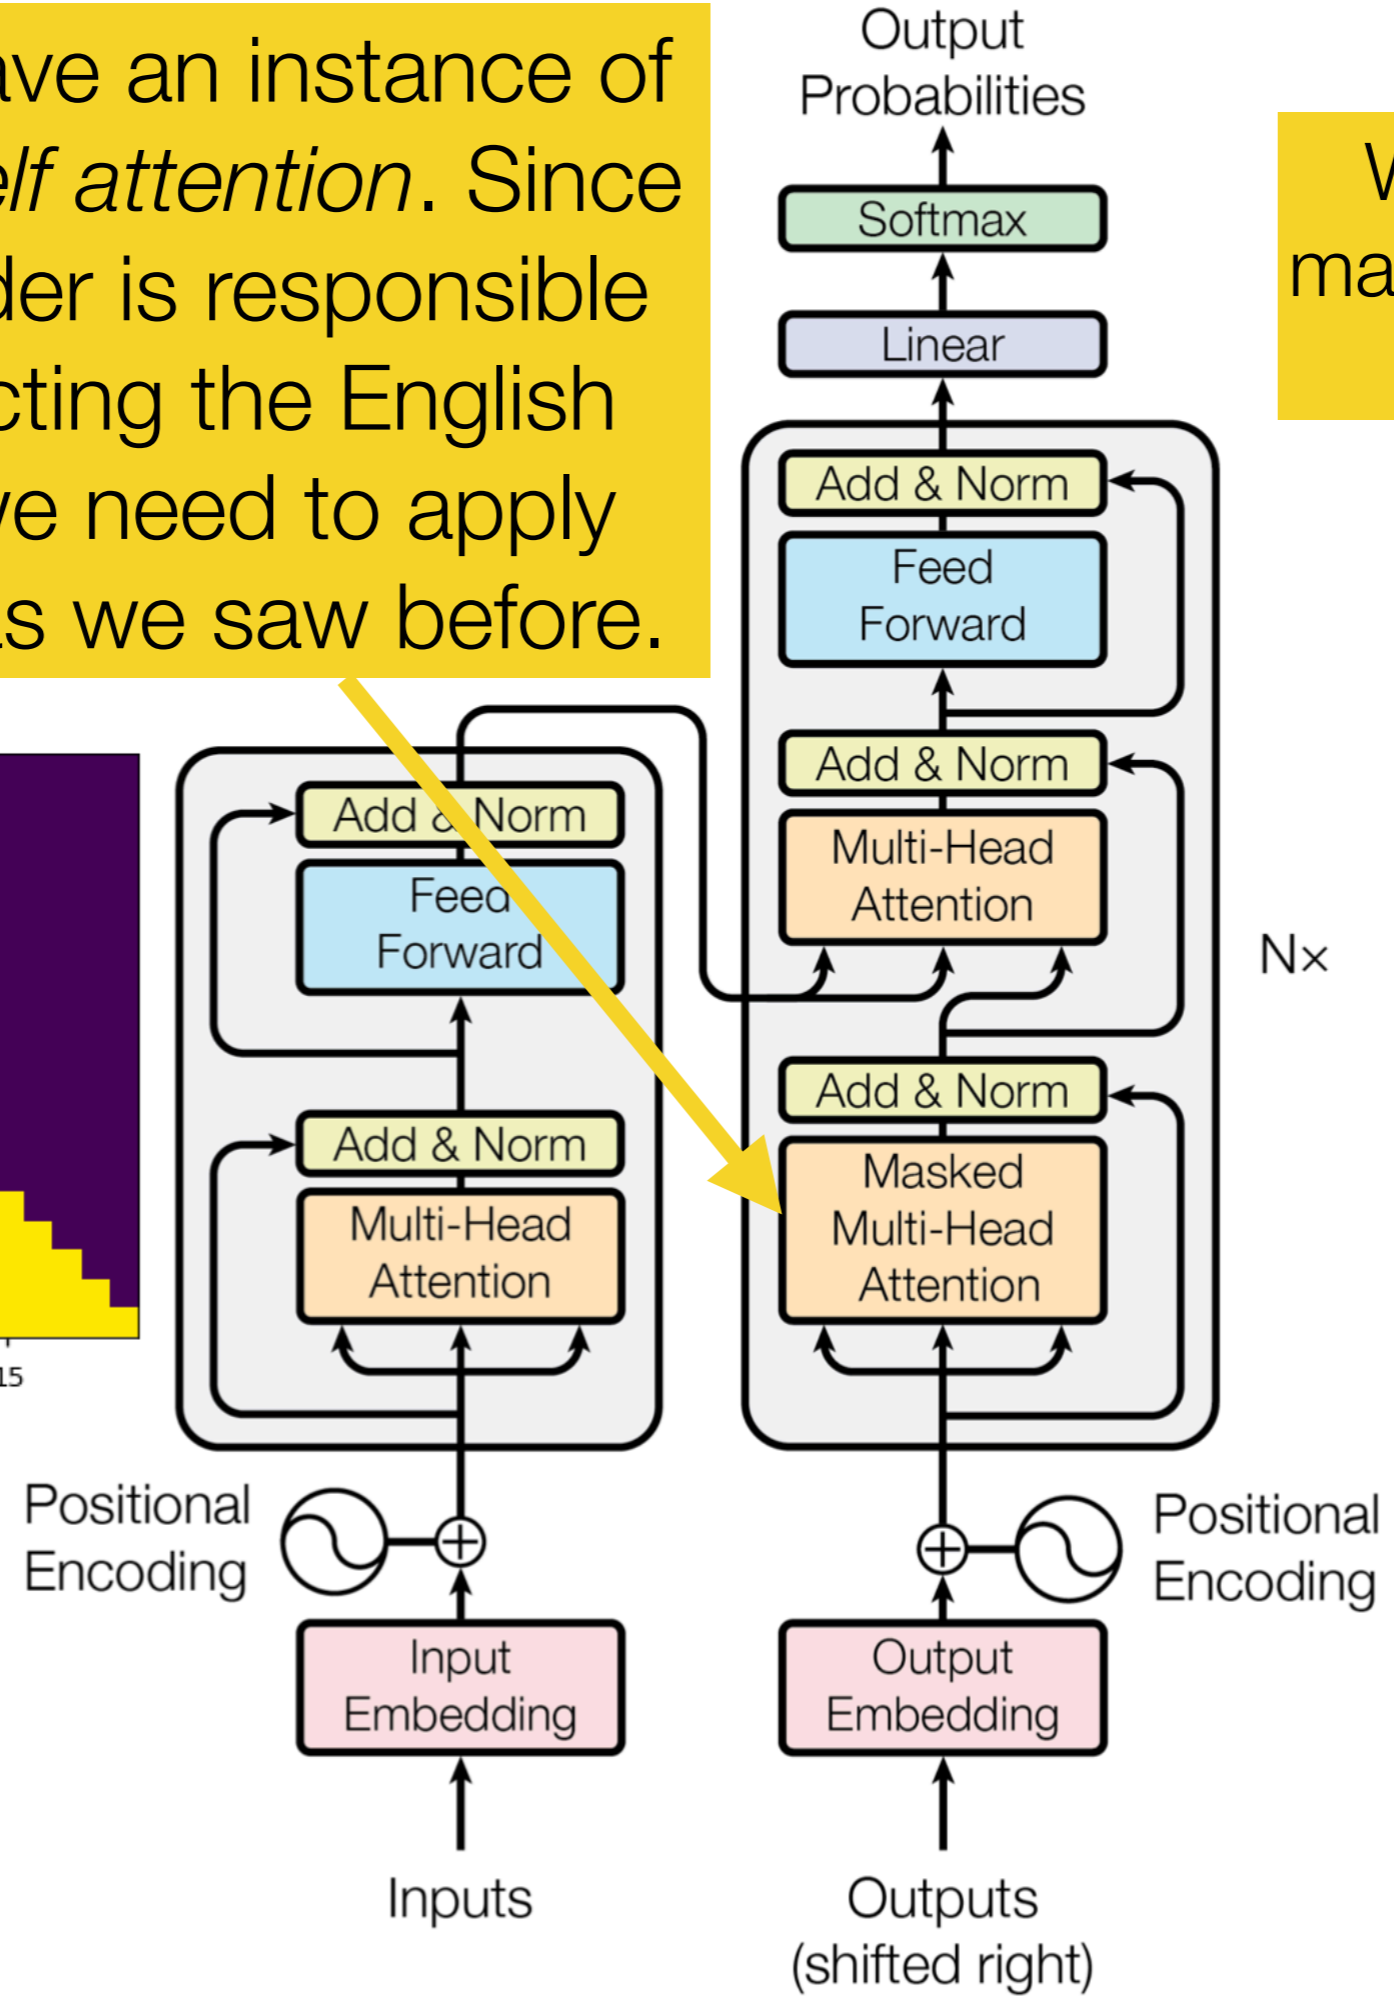 ave an instance of
elf attention. Since
der is responsible
cting the English
we need to apply
as we saw before.
W
ma
Output
Probabilities
Softmax
Linear
Add & Norm
Feed
Forward
Add & Norm
Multi-Head
Attention
Nx
Add & Norm
Masked
Multi-Head
Attention
Add & Norm
Feed
Forward
Add & Norm
Multi-Head
Attention
15
Positional
Encoding
Positional
Encoding
Input
Embedding
Output
Embedding
Inputs
Outputs
(shifted right)